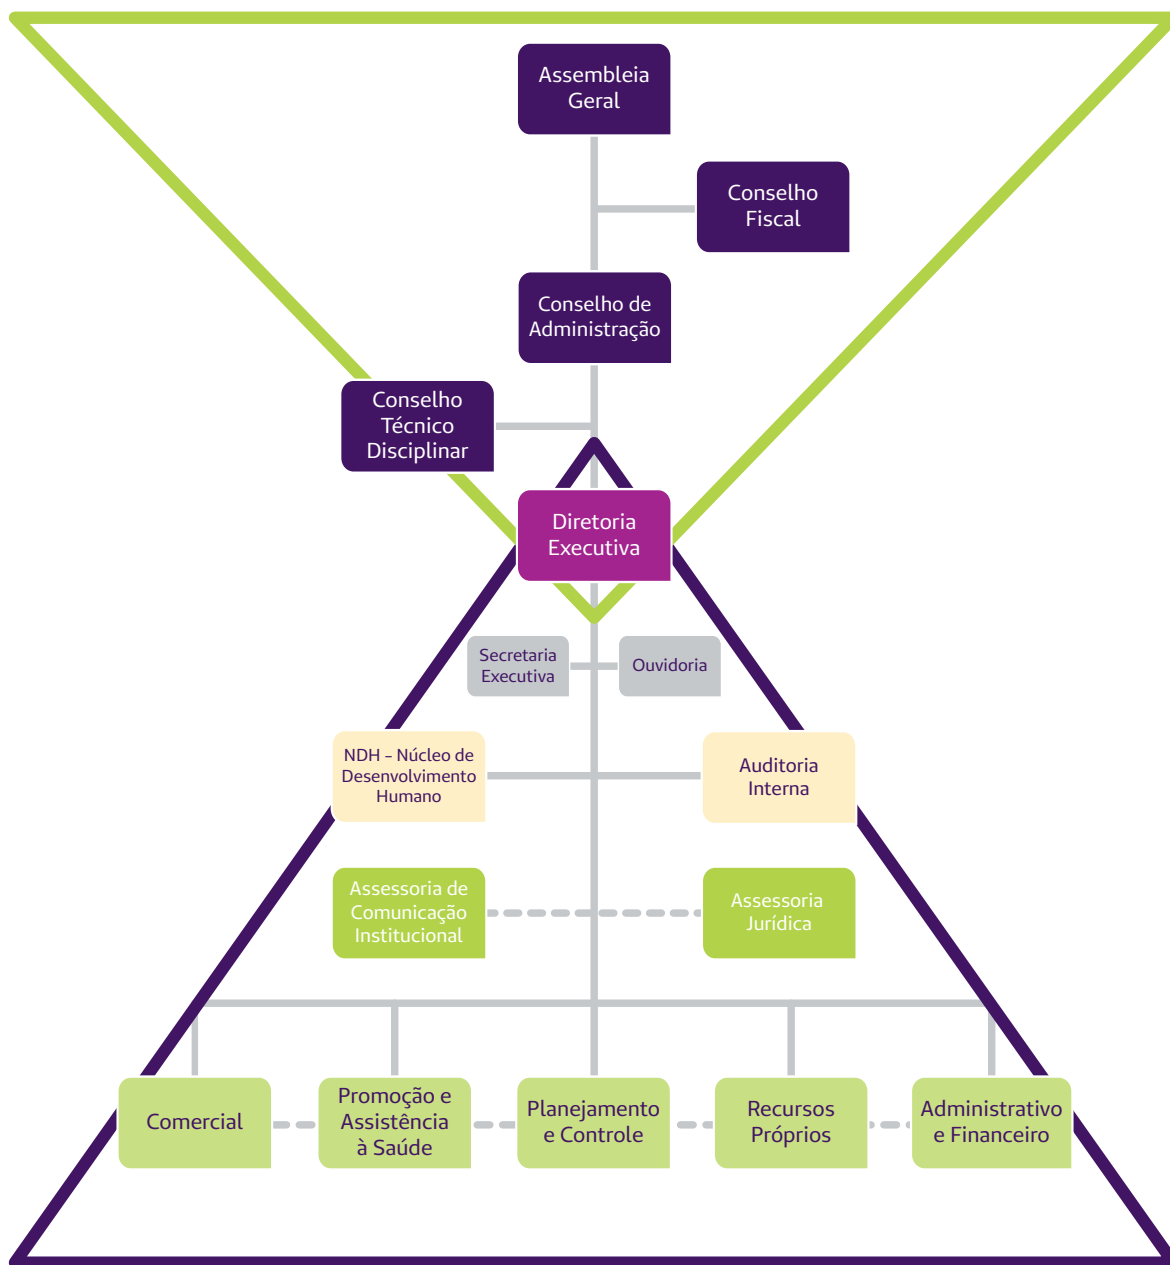 Assembleia
Geral
Conselho
Fiscal
Conselho de
Administração
Conselho
Técnico
Disciplinar
Diretoria
Executiva
Secretaria
Executiva
Ouvidoria
NDH – Núcleo de
Desenvolvimento
Humano
Auditoria
Interna
Assessoria de
Comunicação
Institucional
Assessoria
Jurídica
Comercial
Promoção e
Assistência
à Saúde
Planejamento
e Controle
Recursos
Próprios
Administrativo
e Financeiro